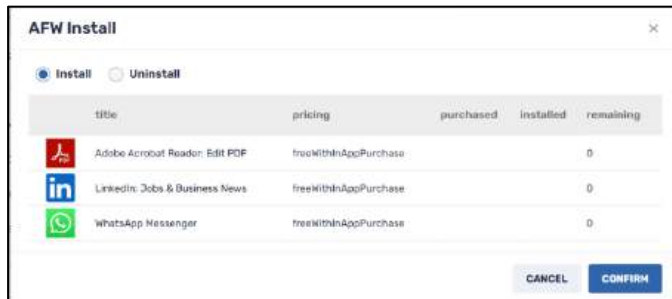 AFW Install ×
Install Uninstall
title pricing purchased installed remaining
Adobe Acrobat Reader: Edit PDF freeWithInAppPurchase 0
LinkedIn: Jobs & Business News freeWithInAppPurchase 0
WhatsApp Messenger freeWithInAppPurchase 0
CANCEL CONFIRM